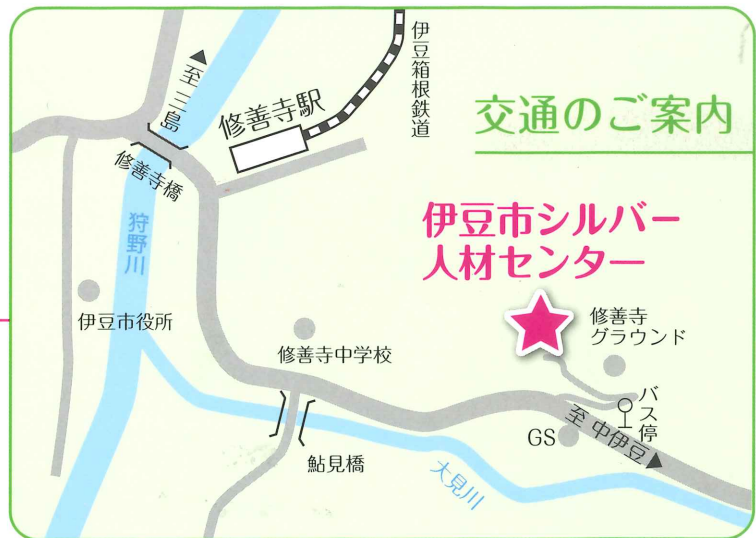 交通のご案内
伊豆箱根鉄道
至三島
修善寺駅
修善寺橋
狩野川
伊豆市シルバー
人材センター
伊豆市役所
修善寺中学校
修善寺
グラウンド
バス停
GS
至 中伊豆
鮎見橋
大見川